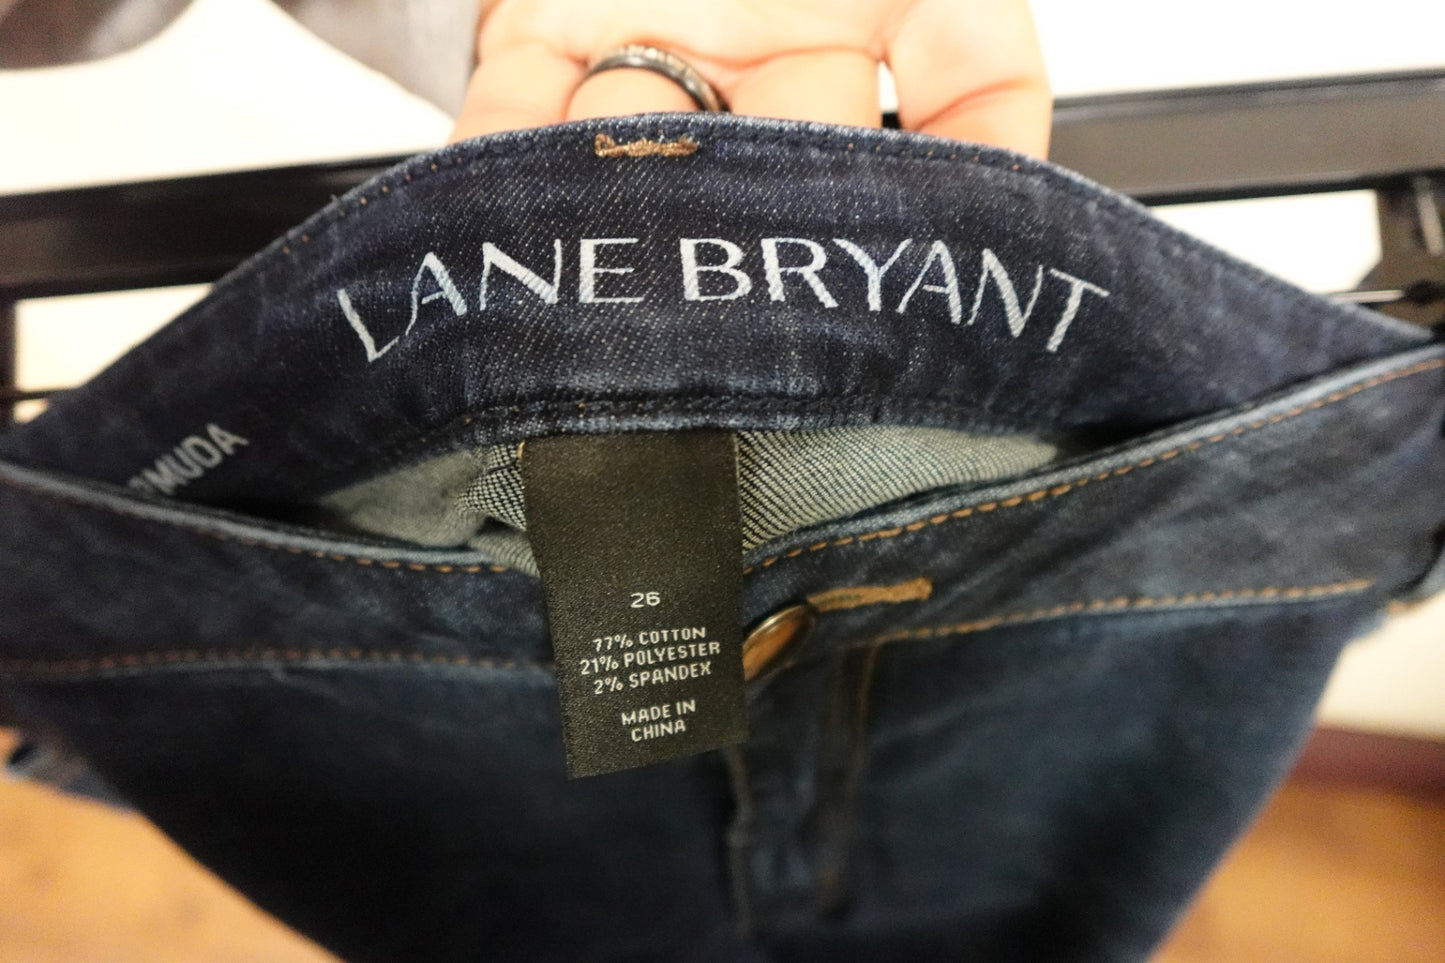 LANE BRYANT
26
77% COTTON
21% POLYESTER
2% SPANDEX
MADE IN
CHINA